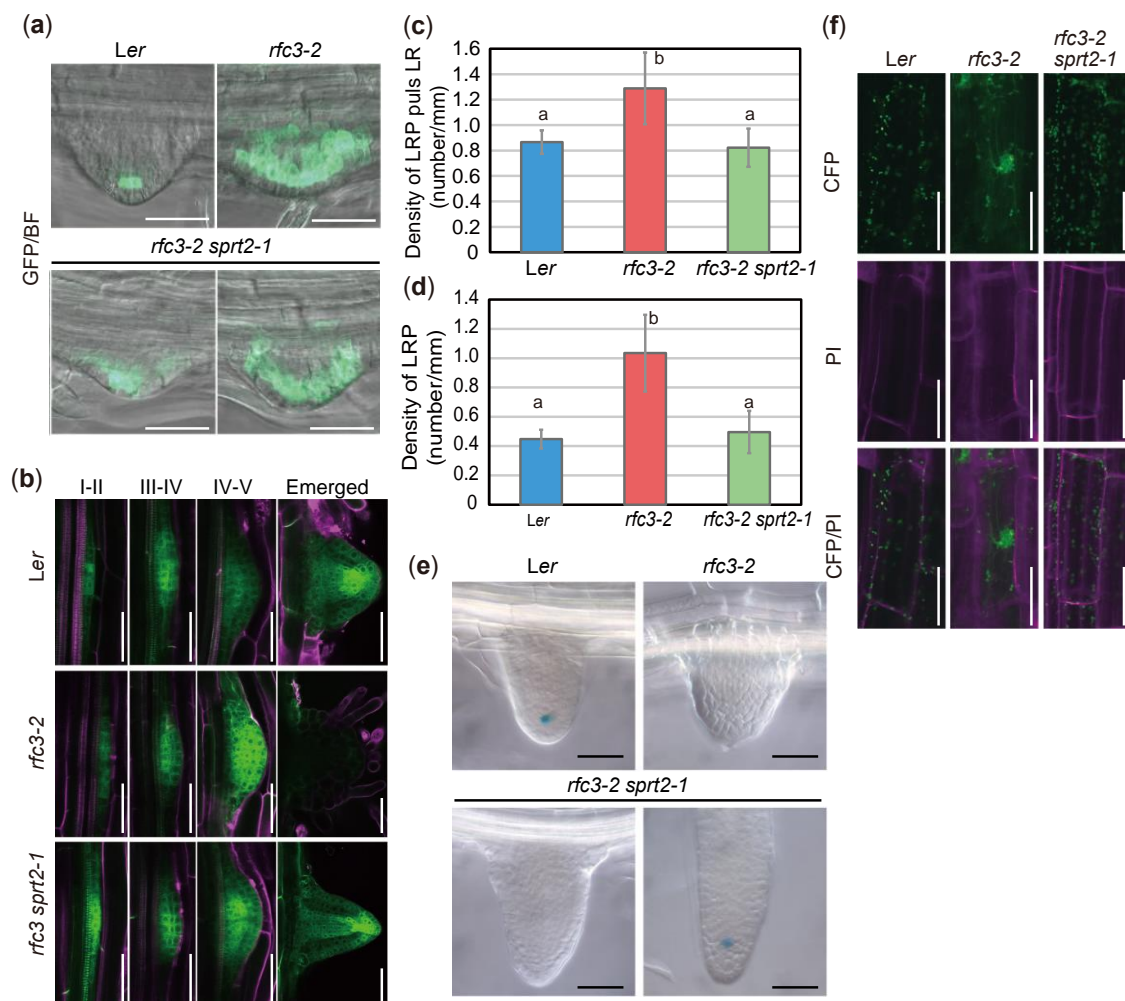 (a)
Ler
rfc3-2
GFP/BF
rfc3-2 sprt2-1
(b)
I-II
III-IV
IV-V
Emerged
Ler
rfc3-2
rfc3 sprt2-1
(c)
Density of LRP puls LR
(number/mm)
1.6
1.4
1.2
1.0
0.8
0.6
0.4
0.2
0
a
b
a
Ler
rfc3-2
rfc3-2 sprt2-1
(d)
Density of LRP
(number/mm)
1.4
1.2
1.0
0.8
0.6
0.4
0.2
0
a
b
a
Ler
rfc3-2
rfc3-2 sprt2-1
(e)
Ler
rfc3-2
rfc3-2 sprt2-1
(f)
Ler
rfc3-2
rfc3-2
sprt2-1
CFP
PI
CFP/PI